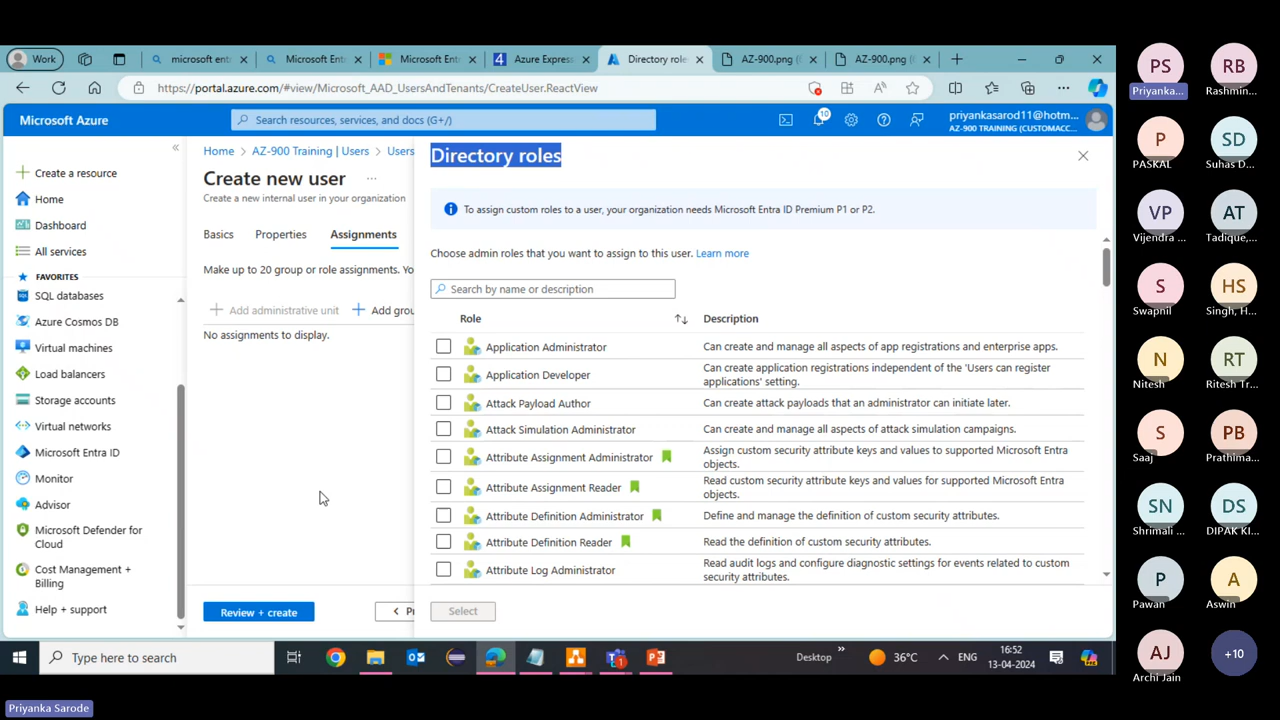 Work
microsoft ent
Microsoft Ent
Microsoft Ent
Azure Express
Directory roles
AZ-900.png (
AZ-900.png (
https://portal.azure.com/#view/Microsoft_AAD_UsersAndTenants/CreateUser.ReactView
Microsoft Azure
Search resources, services, and docs (G+/)
10
priyankasarod11@hotm...
AZ-900 TRAINING (CUSTOMACC...
Create a resource
Home
Dashboard
All services
FAVORITES
SQL databases
Azure Cosmos DB
Virtual machines
Load balancers
Storage accounts
Virtual networks
Microsoft Entra ID
Monitor
Advisor
Microsoft Defender for
Cloud
Cost Management +
Billing
Help + support
Home > AZ-900 Training | Users > Users
Create new user ...
Create a new internal user in your organization
Basics Properties Assignments
Make up to 20 group or role assignments. Yo
Add administrative unit Add grou
No assignments to display.
Review + create
Directory roles
To assign custom roles to a user, your organization needs Microsoft Entra ID Premium P1 or P2.
Choose admin roles that you want to assign to this user. Learn more
Search by name or description
Role Description
Application Administrator Can create and manage all aspects of app registrations and enterprise apps.
Application Developer Can create application registrations independent of the 'Users can register
applications' setting.
Attack Payload Author Can create attack payloads that an administrator can initiate later.
Attack Simulation Administrator Can create and manage all aspects of attack simulation campaigns.
Attribute Assignment Administrator Assign custom security attribute keys and values to supported Microsoft Entra
objects.
Attribute Assignment Reader Read custom security attribute keys and values for supported Microsoft Entra
objects.
Attribute Definition Administrator Define and manage the definition of custom security attributes.
Attribute Definition Reader Read the definition of custom security attributes.
Attribute Log Administrator Read audit logs and configure diagnostic settings for events related to custom
security attributes.
Select
Type here to search
Desktop
36°C
ENG
16:52
13-04-2024
Priyanka Sarode
PS
Priyanka...
RB
Rashmin...
P
PASKAL
SD
Suhas D...
VP
Vijendra ...
AT
Tadique,...
S
Swapnil
HS
Singh, H...
N
Nitesh
RT
Ritesh Tr...
S
Saaj
PB
Prathima...
SN
Shrimali ...
DS
DIPAK KI...
P
Pawan
A
Aswin
AJ
Archi Jain
+10